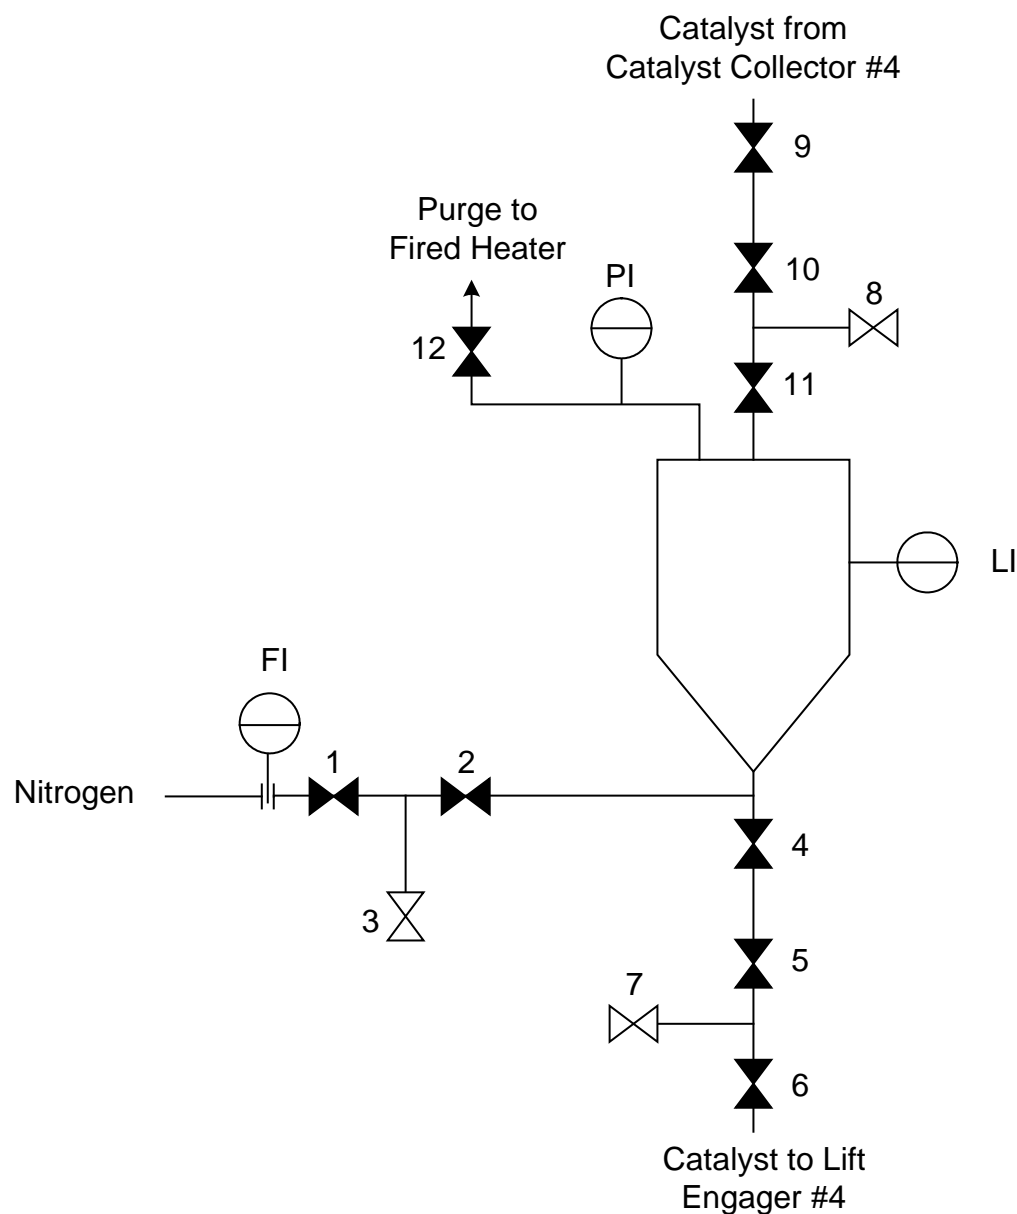 Catalyst from
Catalyst Collector #4
9
Purge to
Fired Heater
PI
10
8
12
11
LI
FI
1
2
Nitrogen
4
3
5
7
6
Catalyst to Lift
Engager #4